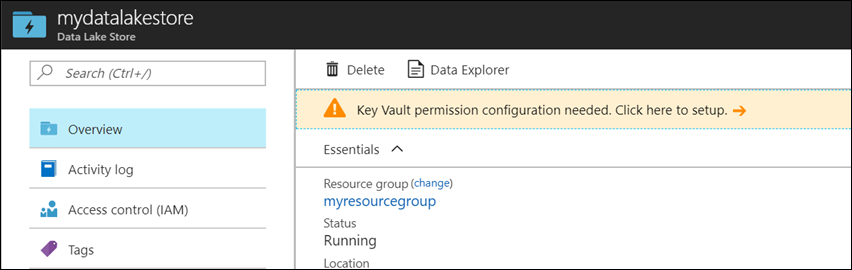 mydatalakestore
Data Lake Store
Search (Ctrl+/)
Overview
Activity log
Access control (IAM)
Tags
Delete
Data Explorer
Key Vault permission configuration needed. Click here to setup. →
Essentials
Resource group (change)
myresourcegroup
Status
Running
Location